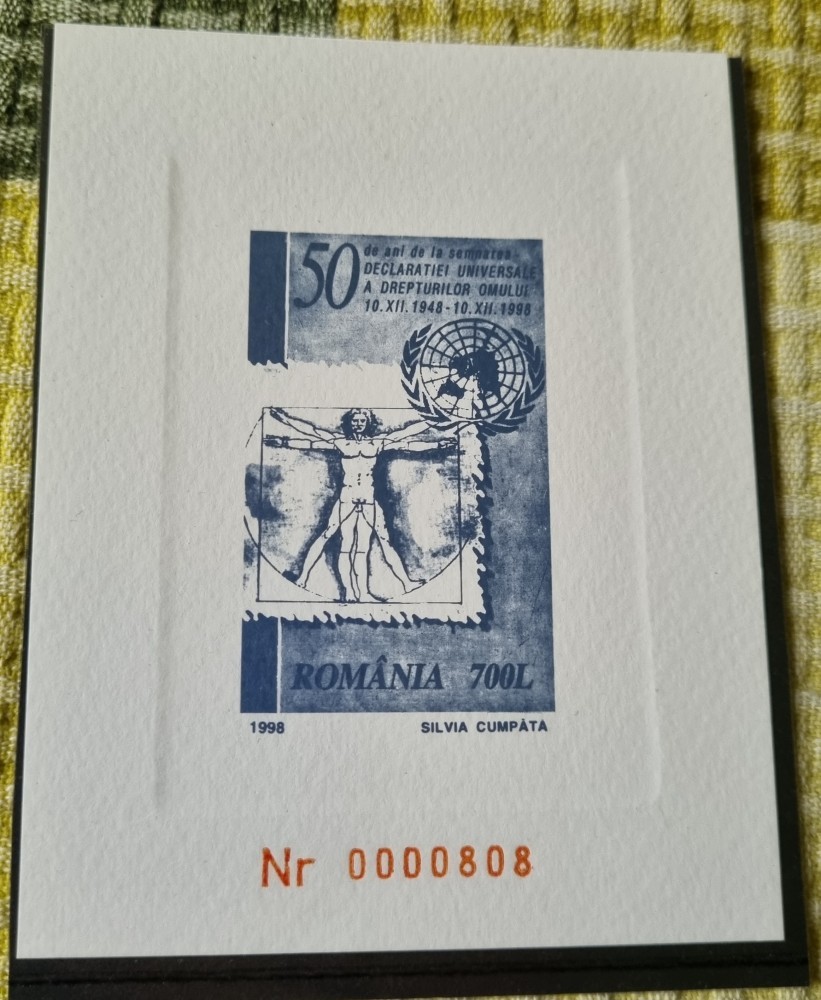 50
de ani de la semnarea
DECLARATIEI UNIVERSALE
A DREPTURILOR OMULUI
10.XII.1948-10.XII.1998
ROMÂNIA 700L
1998 SILVIA CUMPĂTA
Nr 0000808